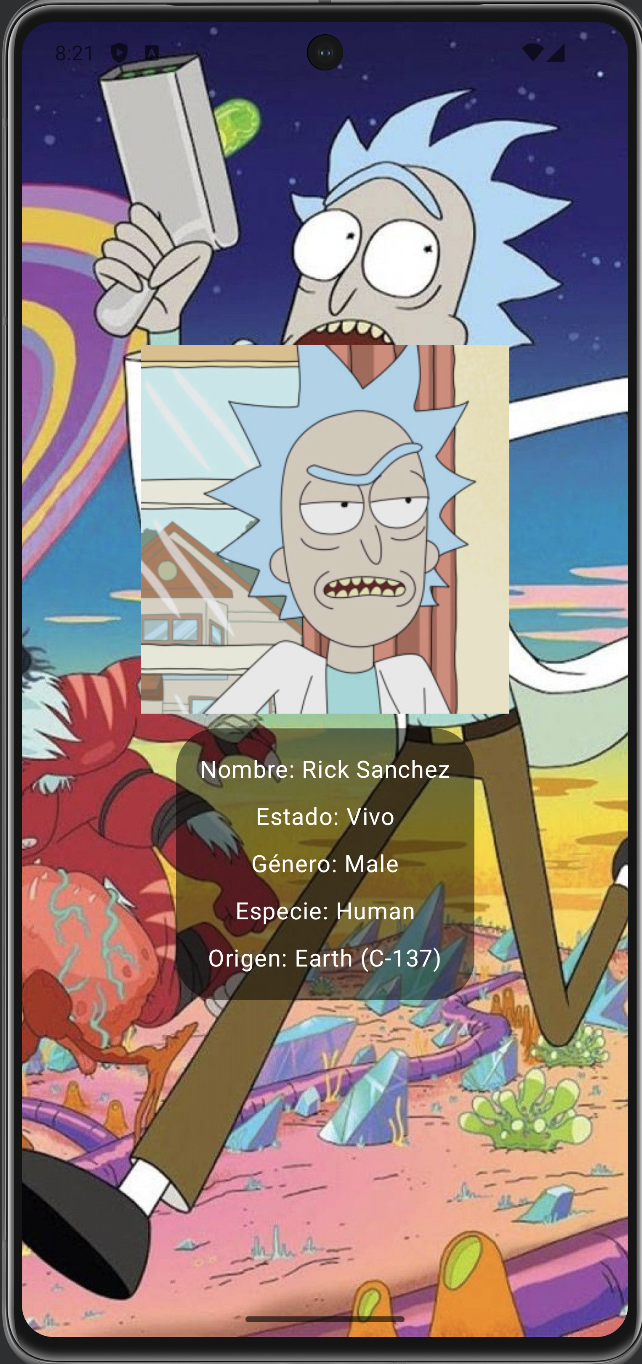 8:21
Nombre: Rick Sanchez
Estado: Vivo
Género: Male
Especie: Human
Origen: Earth (C-137)